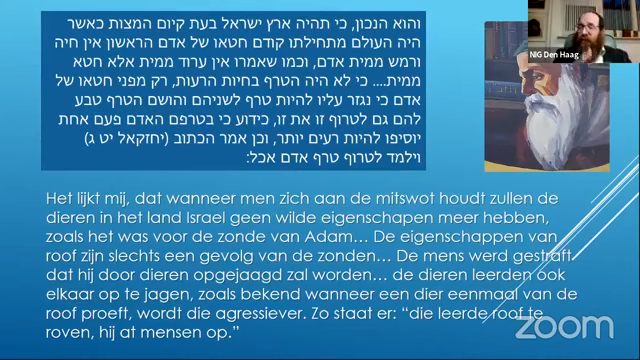 והוא הנכון, כי תהיה ארץ ישראל בעת קיום המצות כאשר
היה העולם מתחילתו קודם חטאו של אדם הראשון אין חיה
ורמש ממית אדם, וכמו שאמרו אין ערוד ממית אלא חטא
ממית.... כי לא היה הטרף בחיות הרעות, רק מפני חטאו של
אדם כי נגזר עליו להיות טרף לשניהם והושם הטרף טבע
להם גם לטרוף זו את זו, כידוע כי בטרפם האדם פעם אחת
יוסיפו להיות רעים יותר, וכן אמר הכתוב (יחזקאל יט ג)
וילמד לטרוף טרף אדם אכל:
NIG Den Haag
Het lijkt mij, dat wanneer men zich aan de mitswot houdt zullen de
dieren in het land Israel geen wilde eigenschappen meer hebben,
zoals het was voor de zonde van Adam… De eigenschappen van
roof zijn slechts een gevolg van de zonden… De mens werd gestraft
dat hij door dieren opgejaagd zal worden… de dieren leerden ook
elkaar op te jagen, zoals bekend wanneer een dier eenmaal van de
roof proeft, wordt die agressiever. Zo staat er: “die leerde roof te
roven, hij at mensen op.”
zoom